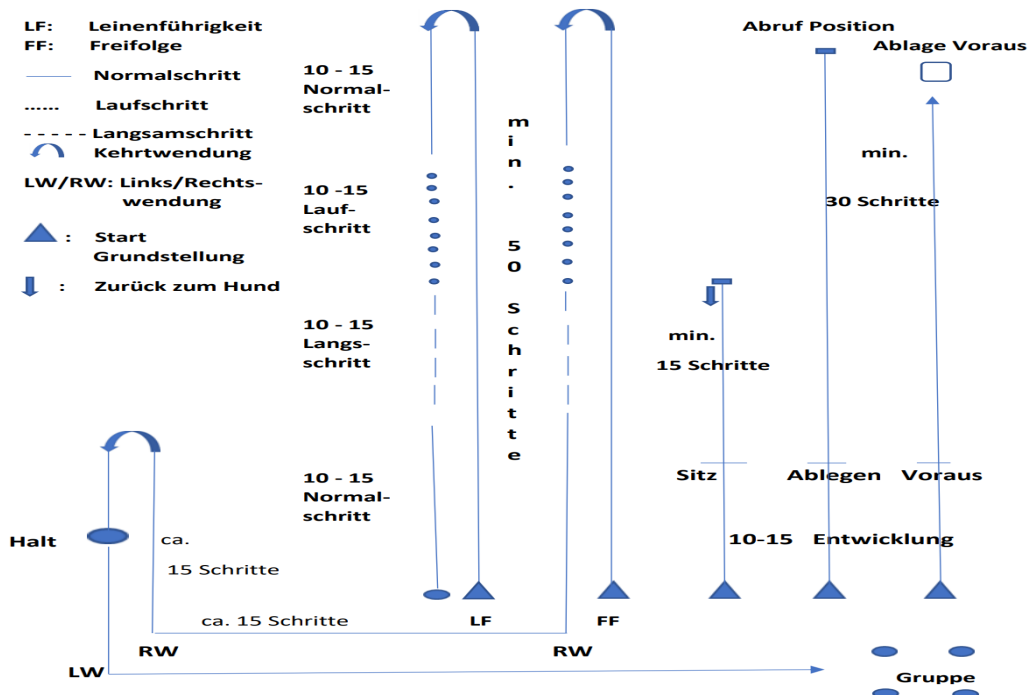 LF: Leinenführigkeit
FF: Freifolge
Normalschritt
...... Laufschritt
- - - - - Langsamschritt
Kehrtwendung
LW/RW: Links/Rechts-
wendung
: Start
Grundstellung
: Zurück zum Hund
10 - 15
Normal-
schritt
10 -15
Lauf-
schritt
10 - 15
Langs-
schritt
10 - 15
Normal-
schritt
min. 50 Schritte
Abruf Position
Ablage Voraus
min.
30 Schritte
min.
15 Schritte
Sitz Ablegen Voraus
10-15 Entwicklung
Halt
ca.
15 Schritte
ca. 15 Schritte
LF
FF
RW
RW
LW
Gruppe